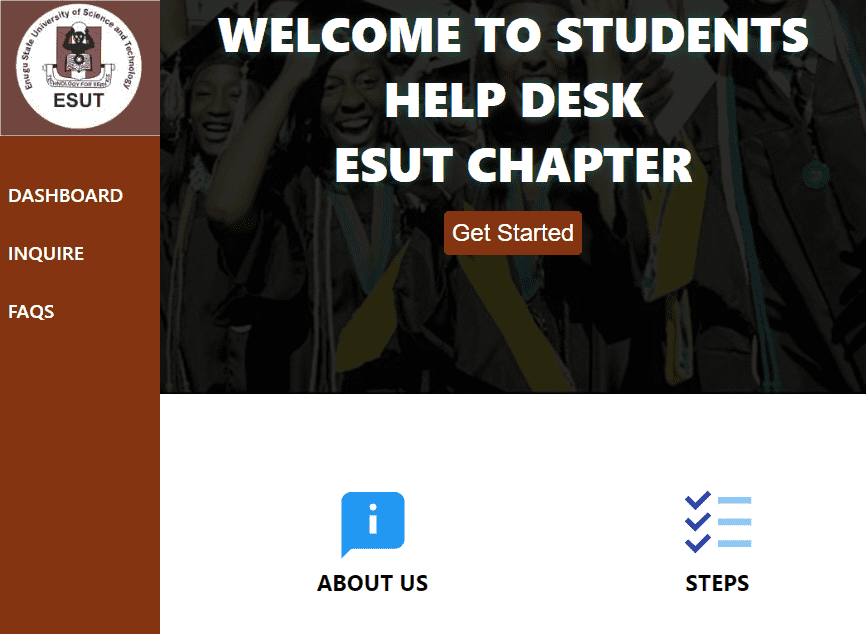 Enugu State University of Science and Technology
TECHNOLOGY FOR SERVICE
ESUT
DASHBOARD
INQUIRE
FAQS
WELCOME TO STUDENTS
HELP DESK
ESUT CHAPTER
Get Started
ABOUT US
STEPS